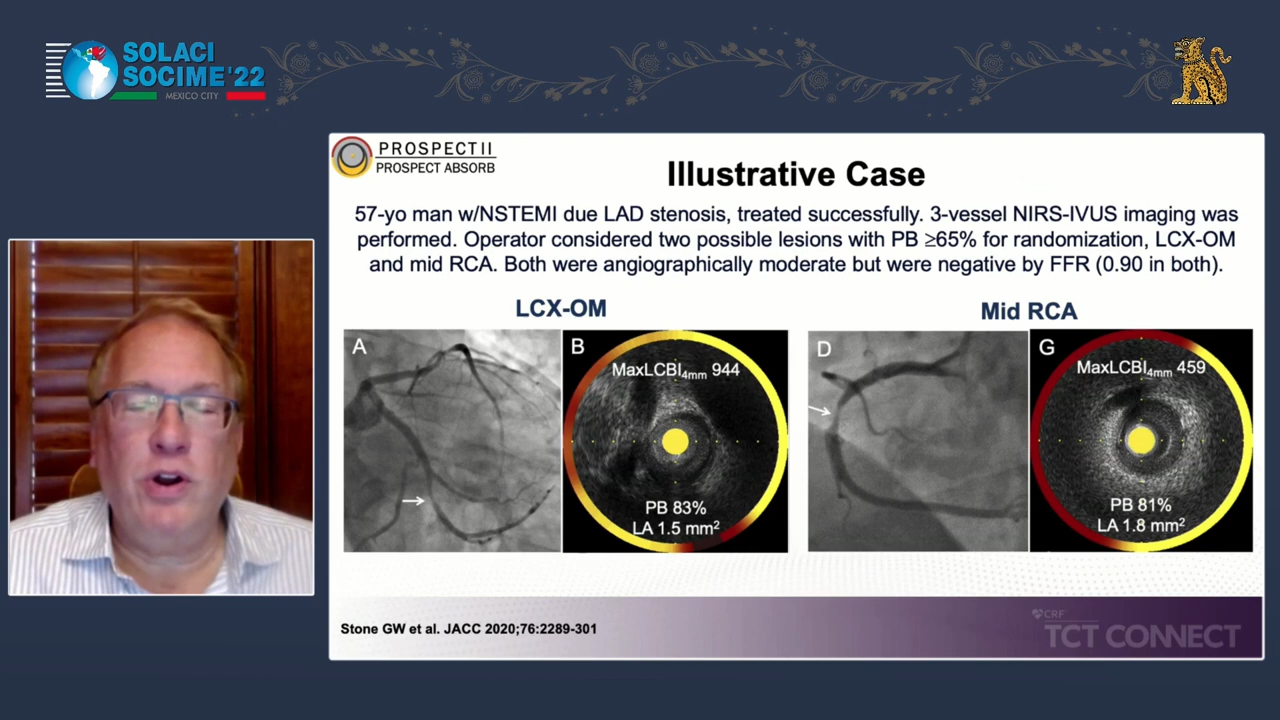 SOLACI
SOCIME'22
MEXICO CITY
PROSPECT II
PROSPECT ABSORB
Illustrative Case
57-yo man w/NSTEMI due LAD stenosis, treated successfully. 3-vessel NIRS-IVUS imaging was
performed. Operator considered two possible lesions with PB ≥65% for randomization, LCX-OM
and mid RCA. Both were angiographically moderate but were negative by FFR (0.90 in both).
LCX-OM
Mid RCA
A
B
MaxLCBI4mm 944
PB 83%
LA 1.5 mm²
D
G
MaxLCBI4mm 459
PB 81%
LA 1.8 mm²
Stone GW et al. JACC 2020;76:2289-301
CRF
TCT CONNECT